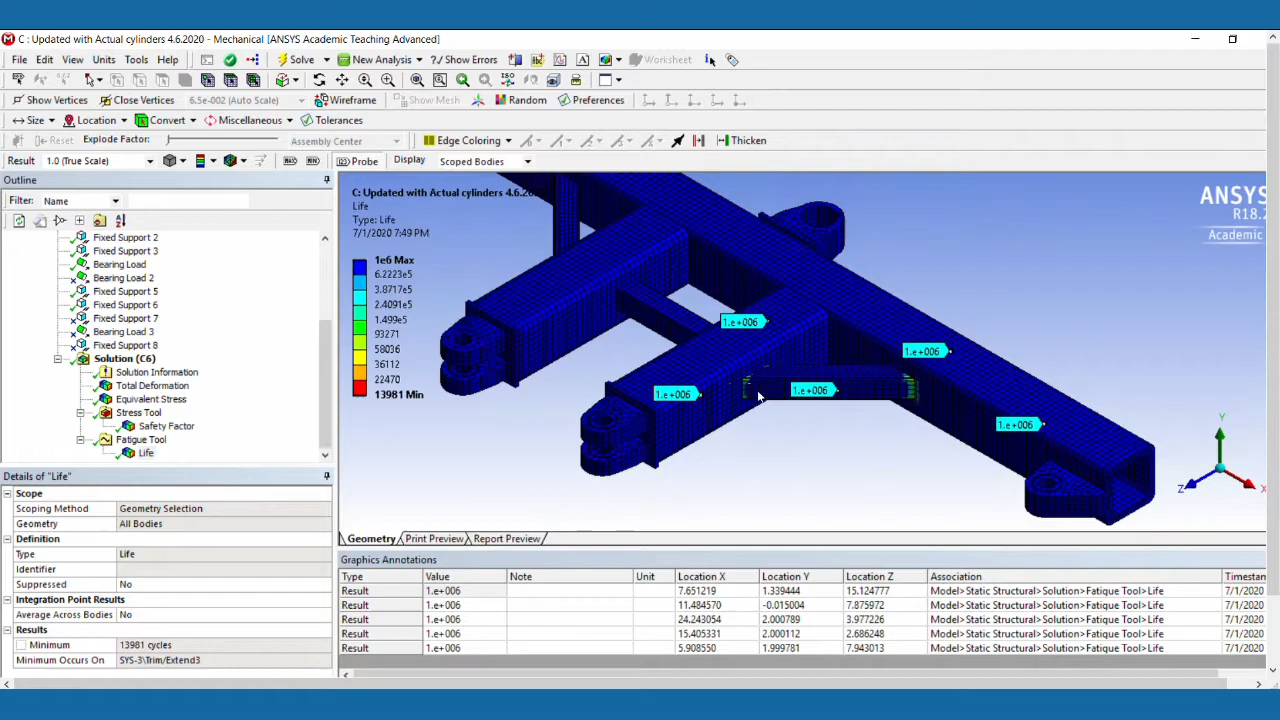 C : Updated with Actual cylinders 4.6.2020 - Mechanical [ANSYS Academic Teaching Advanced]
File Edit View Units Tools Help Solve New Analysis ?/ Show Errors Worksheet
Show Vertices Close Vertices 6.5e-002 (Auto Scale) Wireframe Show Mesh Random Preferences
Size Location Convert Miscellaneous Tolerances
Reset Explode Factor: Assembly Center Edge Coloring Thicken
Result 1.0 (True Scale) MAX MIN Probe Display Scoped Bodies
Outline
Filter: Name
Fixed Support 2
Fixed Support 3
Bearing Load
Bearing Load 2
Fixed Support 5
Fixed Support 6
Fixed Support 7
Bearing Load 3
Fixed Support 8
Solution (C6)
Solution Information
Total Deformation
Equivalent Stress
Stress Tool
Safety Factor
Fatigue Tool
Life
Details of "Life"
Scope
Scoping Method Geometry Selection
Geometry All Bodies
Definition
Type Life
Identifier
Suppressed No
Integration Point Results
Average Across Bodies No
Results
Minimum 13981 cycles
Minimum Occurs On SYS-3\Trim/Extend3
C: Updated with Actual cylinders 4.6.20
Life
Type: Life
7/1/2020 7:49 PM
1e6 Max
6.2223e5
3.8717e5
2.4091e5
1.499e5
93271
58036
36112
22470
13981 Min
ANSYS
R18.2
Academic
1.e+006
1.e+006
1.e+006
1.e+006
1.e+006
Y
Z
X
Geometry Print Preview Report Preview
Graphics Annotations
Type Value Note Unit Location X Location Y Location Z Association Timestam
Result 1.e+006 7.651219 1.339444 15.124777 Model>Static Structural>Solution>Fatigue Tool>Life 7/1/2020
Result 1.e+006 11.484570 -0.015004 7.875972 Model>Static Structural>Solution>Fatigue Tool>Life 7/1/2020
Result 1.e+006 24.243054 2.000789 3.977226 Model>Static Structural>Solution>Fatigue Tool>Life 7/1/2020
Result 1.e+006 15.405331 2.000112 2.686248 Model>Static Structural>Solution>Fatigue Tool>Life 7/1/2020
Result 1.e+006 5.908550 1.999781 7.943013 Model>Static Structural>Solution>Fatigue Tool>Life 7/1/2020